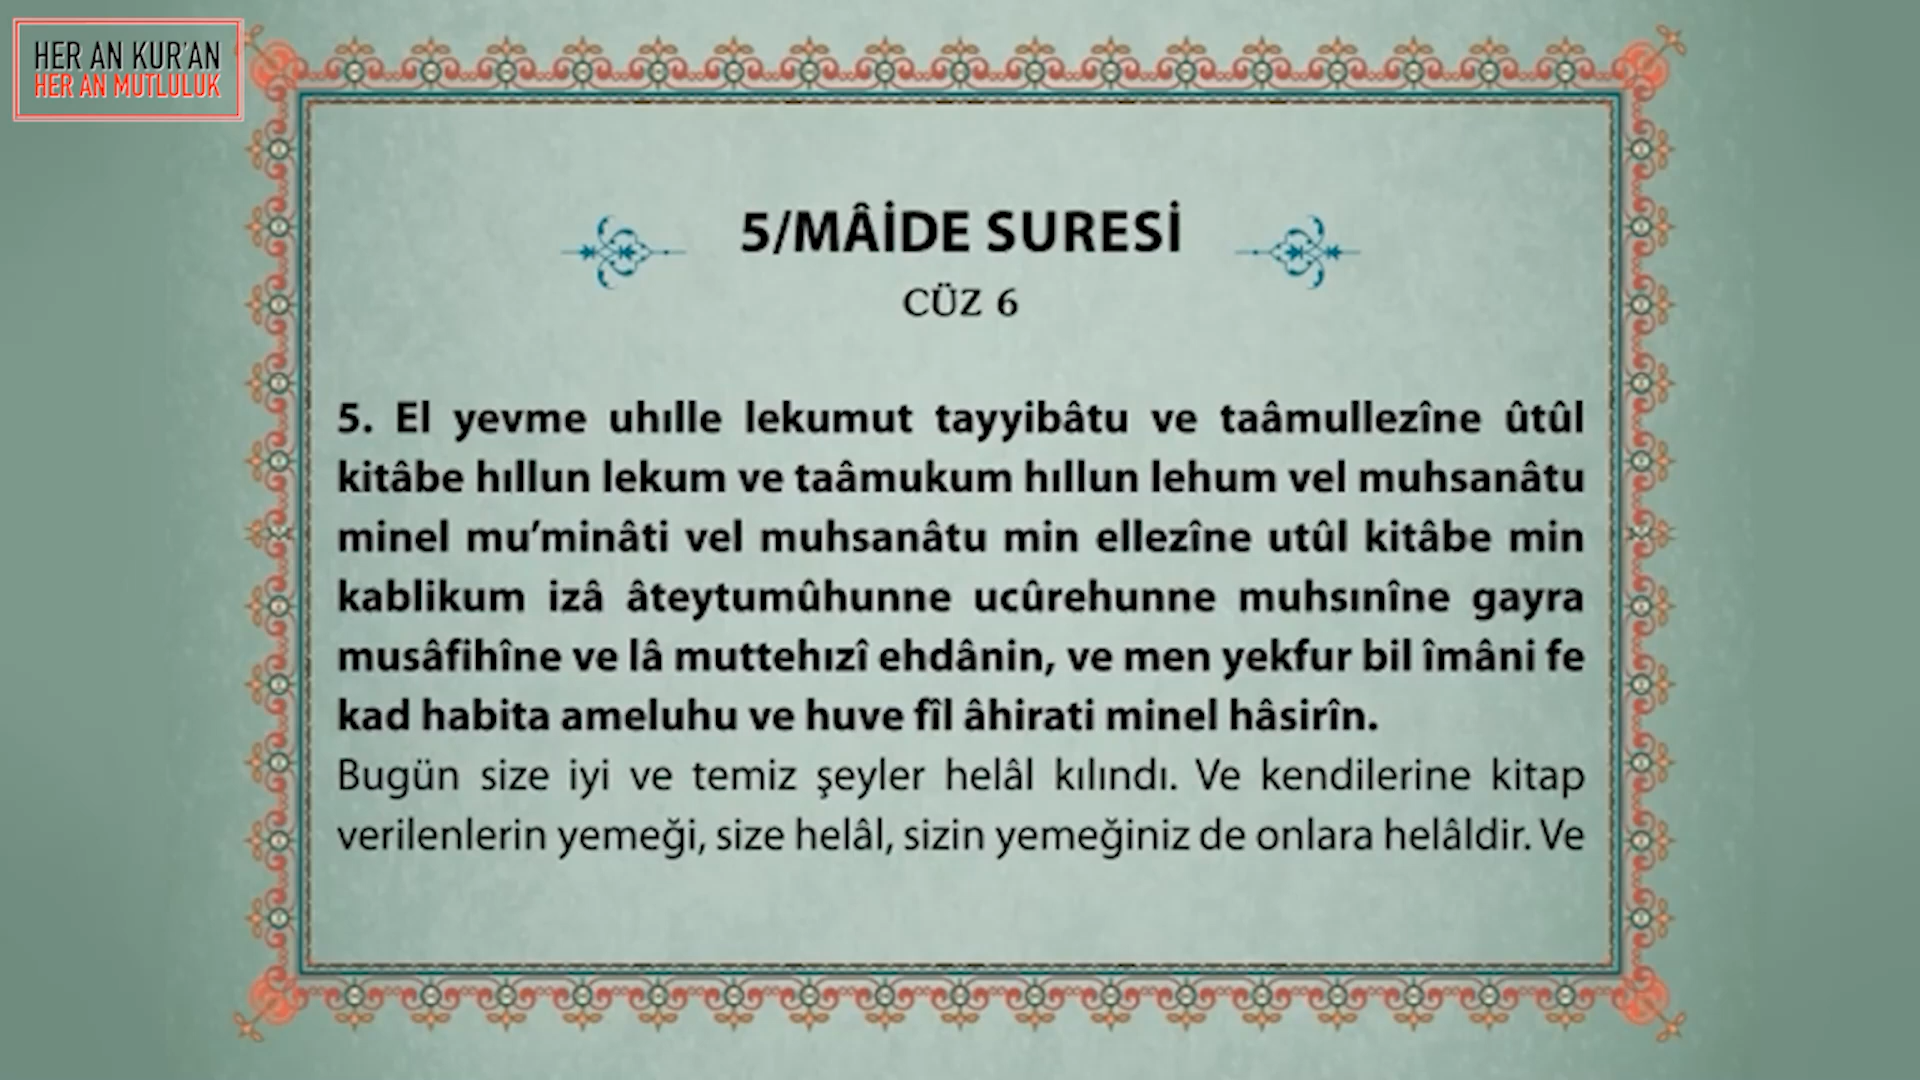 HER AN KUR'AN
HER AN MUTLULUK
5/MÂİDE SURESİ
CÜZ 6
5. El yevme uhılle lekumut tayyibâtu ve taâmullezîne ûtûl
kitâbe hıllun lekum ve taâmukum hıllun lehum vel muhsanâtu
minel mu’minâti vel muhsanâtu min ellezîne utûl kitâbe min
kablikum izâ âteytumûhunne ucûrehunne muhsınîne gayra
musâfihîne ve lâ muttehızî ehdânin, ve men yekfur bil îmâni fe
kad habita ameluhu ve huve fîl âhirati minel hâsirîn.
Bugün size iyi ve temiz şeyler helâl kılındı. Ve kendilerine kitap
verilenlerin yemeği, size helâl, sizin yemeğiniz de onlara helâldir. Ve